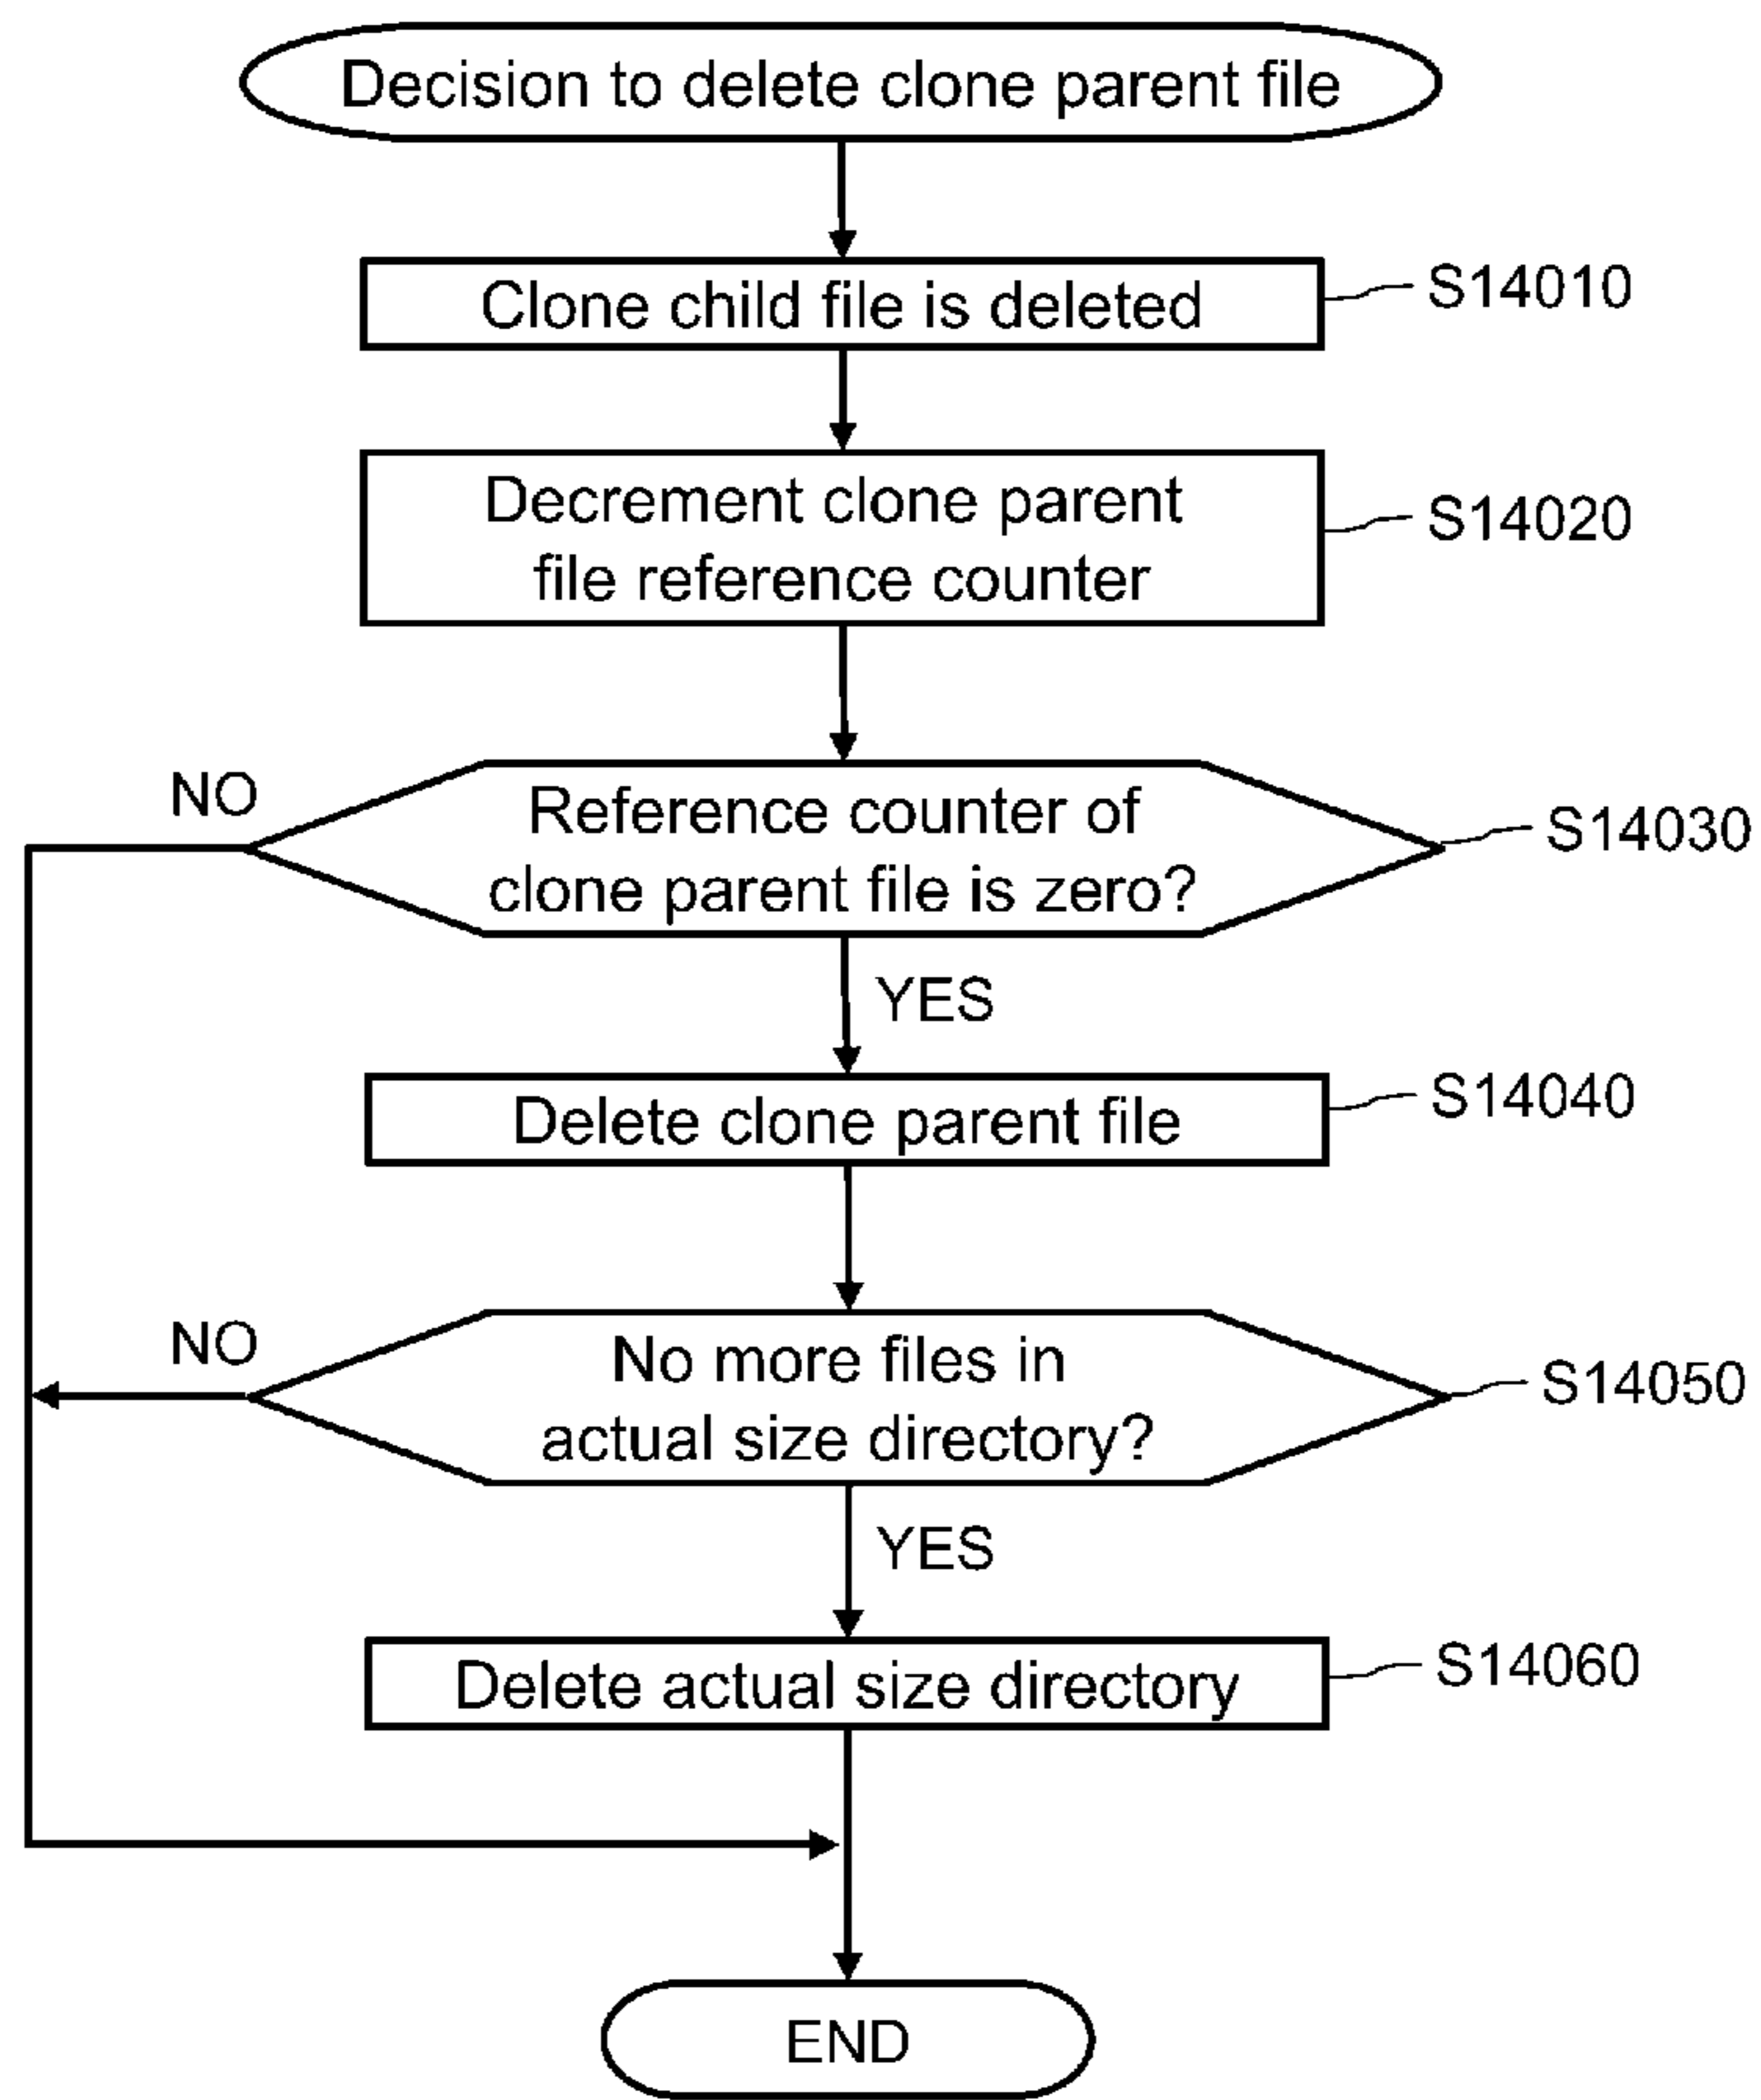 Decision to delete clone parent file
Clone child file is deleted
S14010
Decrement clone parent
file reference counter
S14020
NO
Reference counter of
clone parent file is zero?
S14030
YES
Delete clone parent file
S14040
NO
No more files in
actual size directory?
S14050
YES
Delete actual size directory
S14060
END